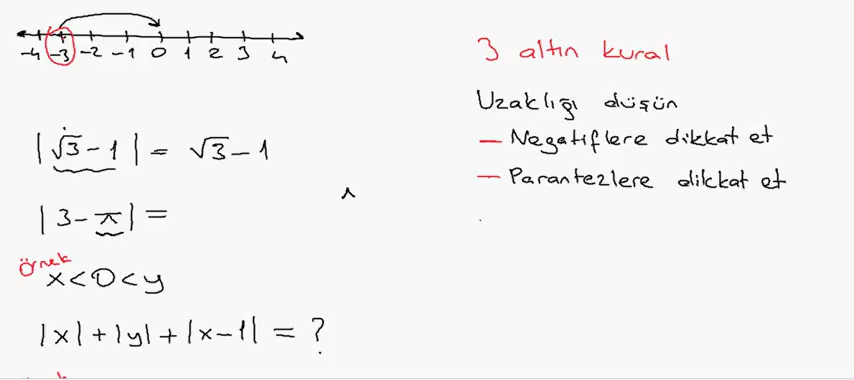 -4 -3 -2 -1 0 1 2 3 4
|√3 - 1| = √3 - 1
|3 - π| =
Örnek
x < 0 < y
|x| + |y| + |x - 1| = ?
3 altın kural
Uzaklığı düşün
- Negatiflere dikkat et
- Parantezlere dikkat et